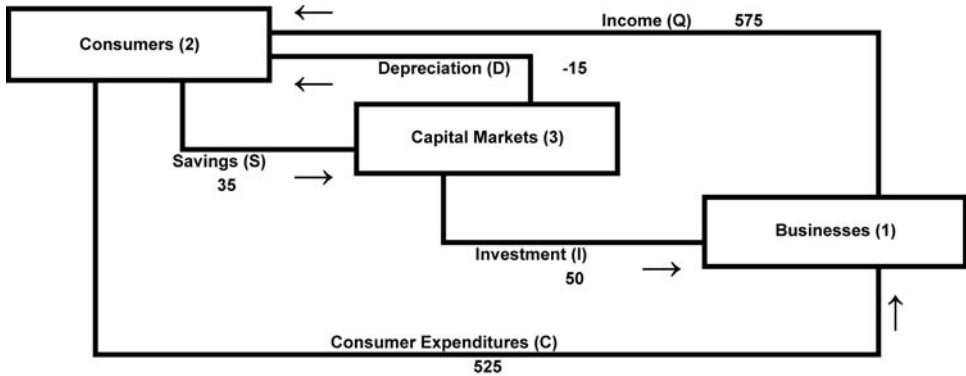 Income (Q) 575
Consumers (2)
Depreciation (D) -15
Capital Markets (3)
Savings (S)
35
Businesses (1)
Investment (I)
50
Consumer Expenditures (C)
525